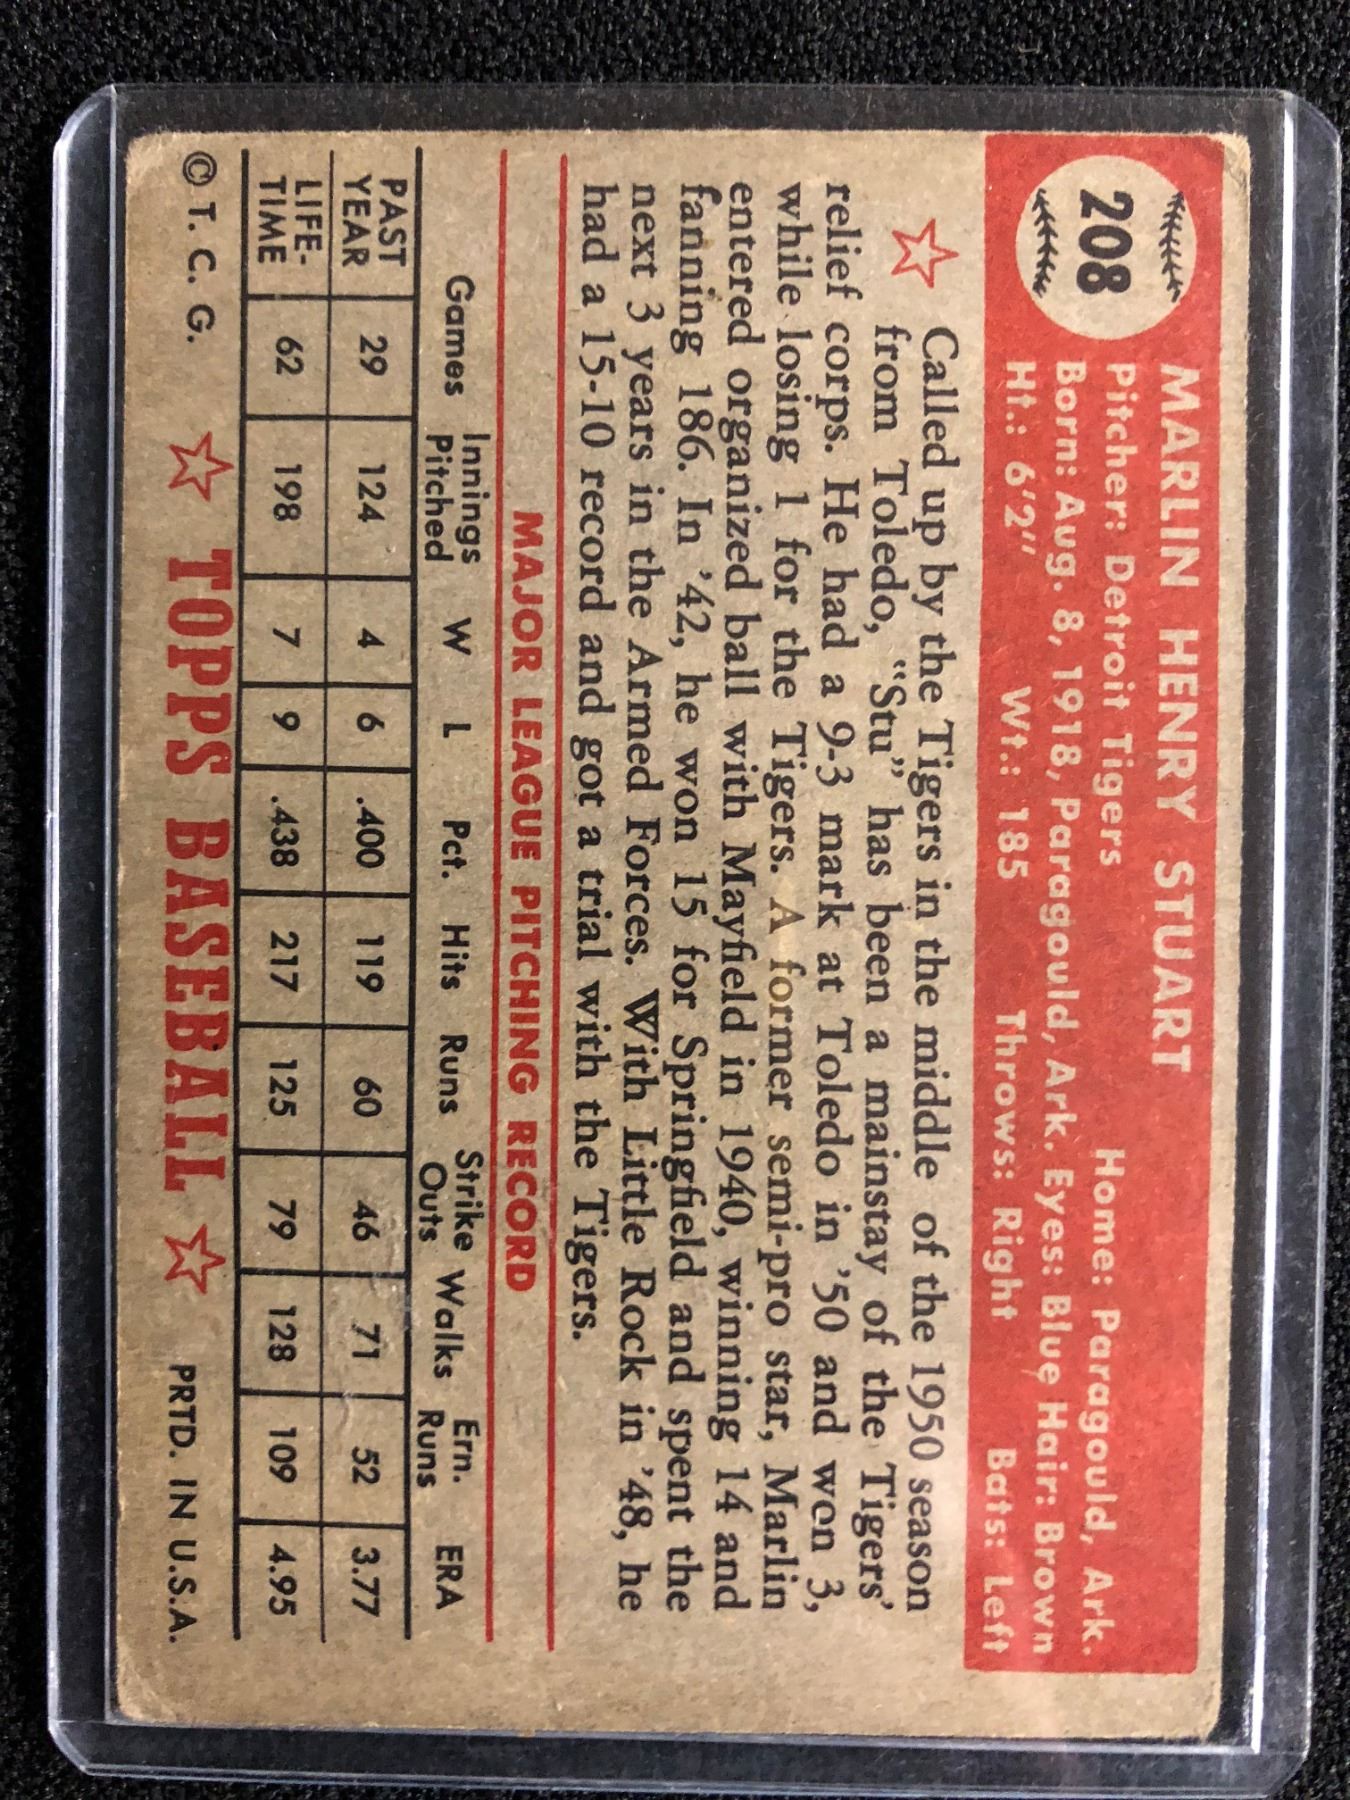 208
MARLIN HENRY STUART
Pitcher: Detroit Tigers Home: Paragould, Ark.
Born: Aug. 8, 1918, Paragould, Ark. Eyes: Blue Hair: Brown
Ht.: 6'2" Wt.: 185 Throws: Right Bats: Left
Called up by the Tigers in the middle of the 1950 season
from Toledo, "Stu" has been a mainstay of the Tigers'
relief corps. He had a 9-3 mark at Toledo in '50 and won 3,
while losing 1 for the Tigers. A former semi-pro star, Marlin
entered organized ball with Mayfield in 1940, winning 14 and
fanning 186. In '42, he won 15 for Springfield and spent the
next 3 years in the Armed Forces. With Little Rock in '48, he
had a 15-10 record and got a trial with the Tigers.
MAJOR LEAGUE PITCHING RECORD
Games Innings Pitched W L Pct. Hits Runs Strike Outs Walks Ern. Runs ERA
PAST YEAR 29 124 4 6 .400 119 60 46 71 52 3.77
LIFE-TIME 62 198 7 9 .438 217 125 79 128 109 4.95
© T. C. G. TOPPS BASEBALL PRTD. IN U.S.A.